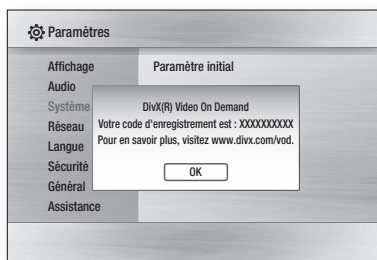 Paramètres
Affichage
Paramètre initial
Audio
Système
Réseau
Langue
Sécurité
Général
Assistance
DivX(R) Video On Demand
Votre code d'enregistrement est : XXXXXXXXXX
Pour en savoir plus, visitez www.divx.com/vod.
OK